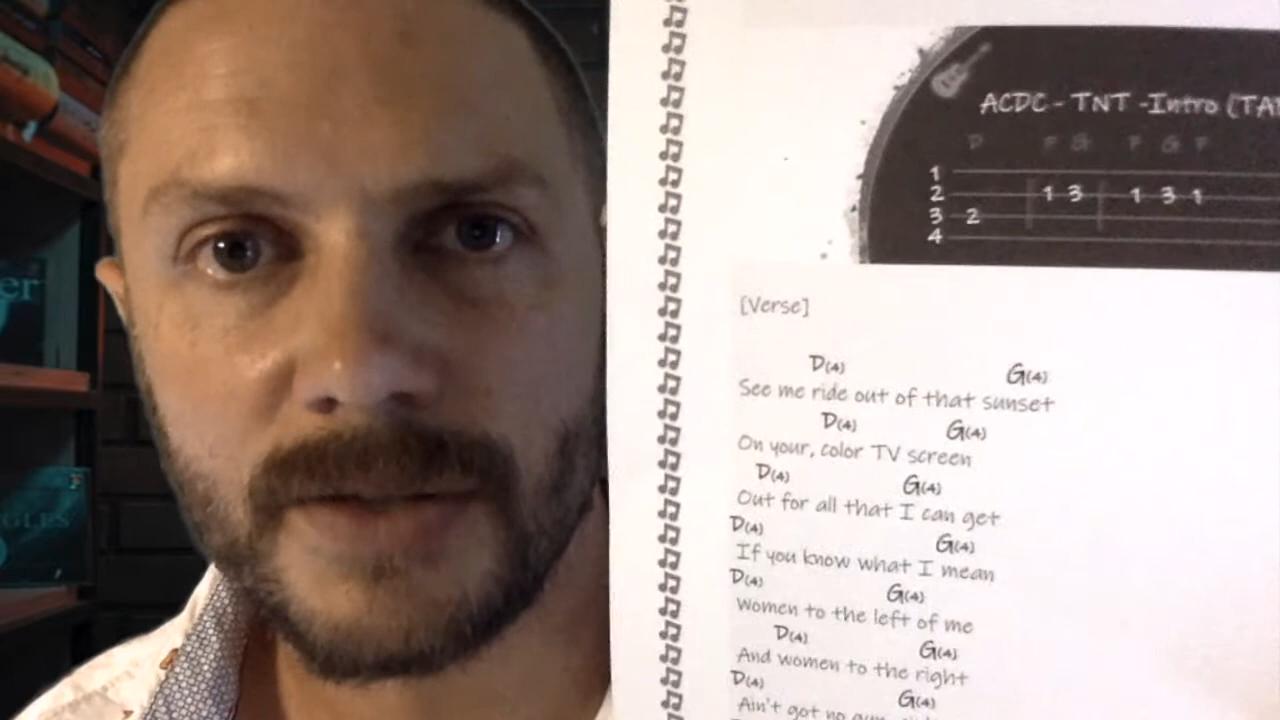 ACDC - TNT - Intro (TA
D F G F G F
1
2 1 3 1 3 1
3 2
4
[Verse]
D(4) G(4)
See me ride out of that sunset
D(4) G(4)
On your, color TV screen
D(4) G(4)
Out for all that I can get
D(4) G(4)
If you know what I mean
D(4) G(4)
Women to the left of me
D(4) G(4)
And women to the right
D(4) G(4)
Ain't got no
er
GLES